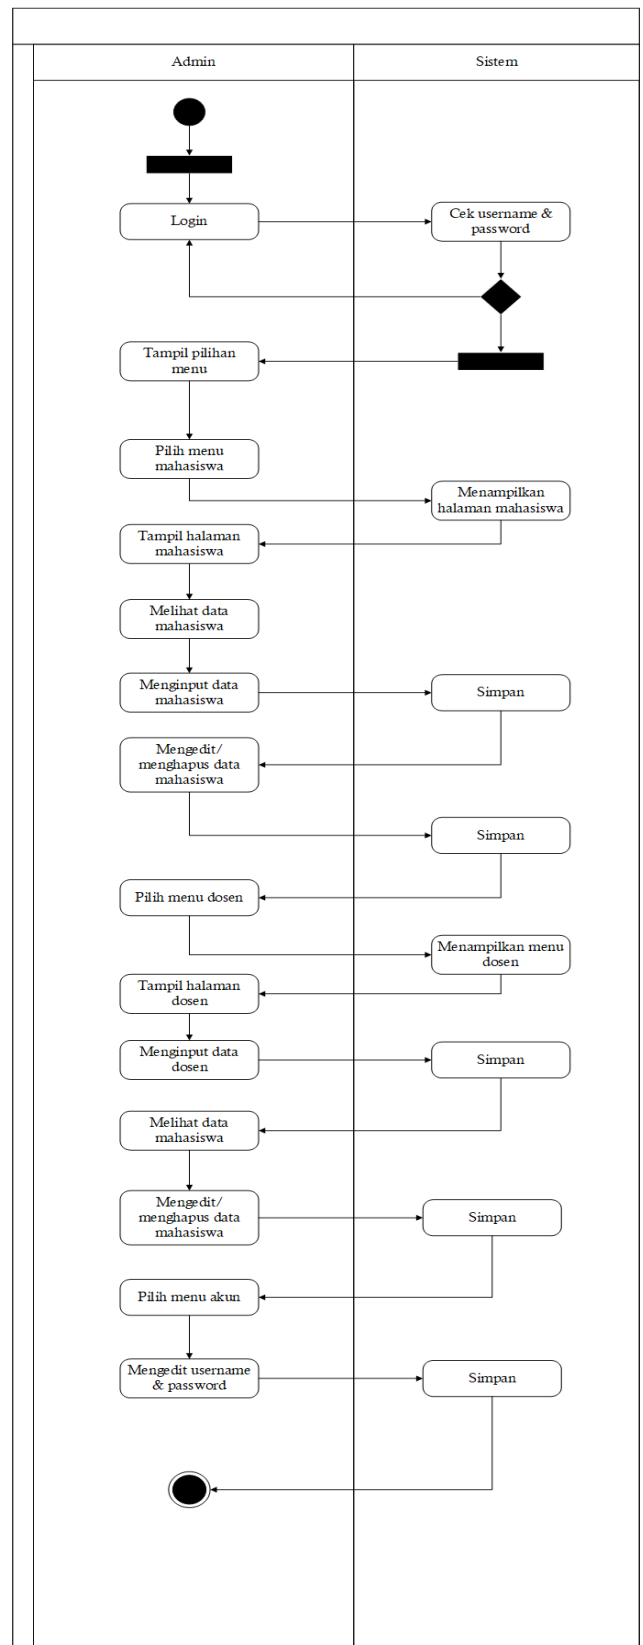 Admin
Sistem
Login
Cek username &
password
Tampil pilihan
menu
Pilih menu
mahasiswa
Menampilkan
halaman mahasiswa
Tampil halaman
mahasiswa
Melihat data
mahasiswa
Menginput data
mahasiswa
Simpan
Mengedit/
menghapus data
mahasiswa
Simpan
Pilih menu dosen
Menampilkan menu
dosen
Tampil halaman
dosen
Menginput data
dosen
Simpan
Melihat data
mahasiswa
Mengedit/
menghapus data
mahasiswa
Simpan
Pilih menu akun
Mengedit username
& password
Simpan